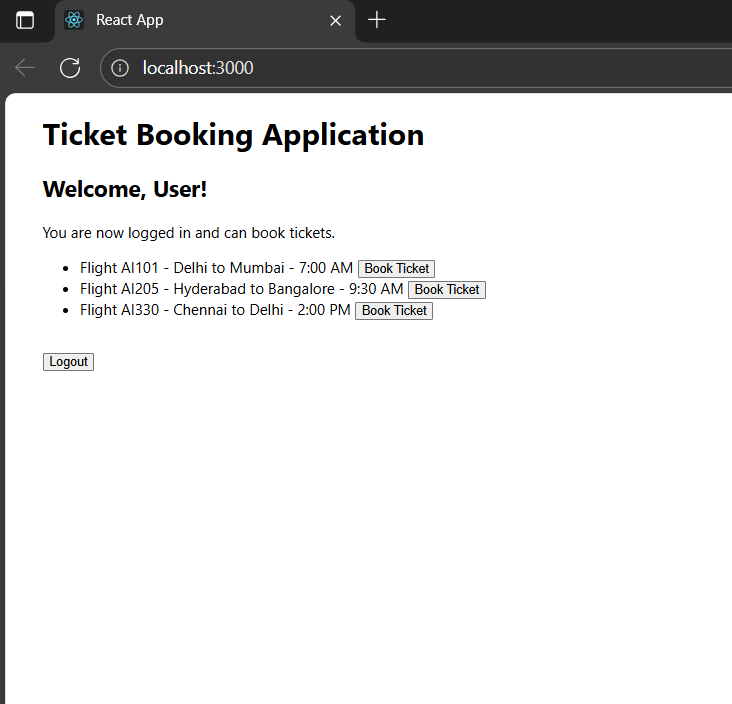 React App
localhost:3000
Ticket Booking Application
Welcome, User!
You are now logged in and can book tickets.
Flight AI101 - Delhi to Mumbai - 7:00 AM Book Ticket
Flight AI205 - Hyderabad to Bangalore - 9:30 AM Book Ticket
Flight AI330 - Chennai to Delhi - 2:00 PM Book Ticket
Logout